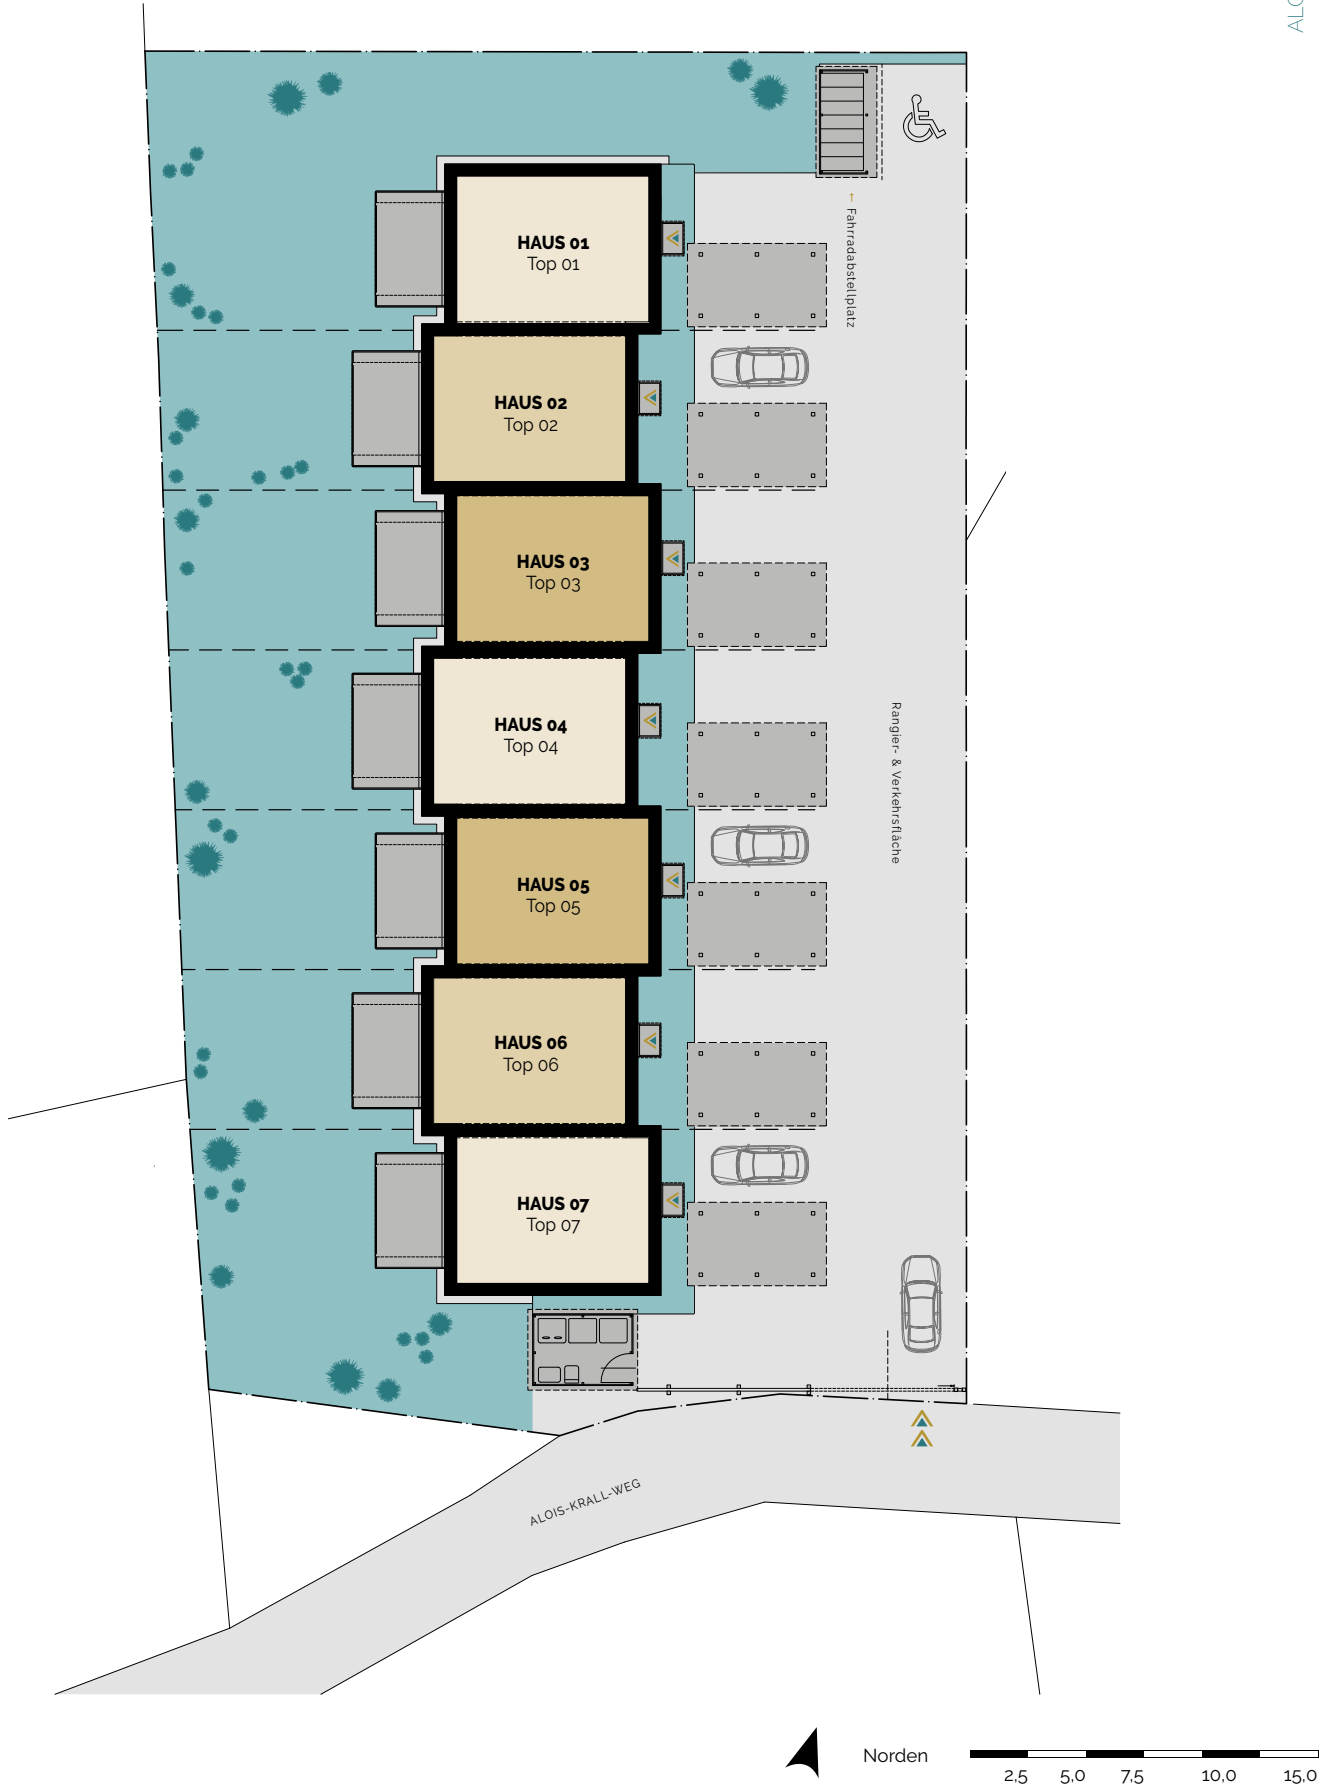 ALO
HAUS 01
Top 01
← Fahrradabstellplatz
HAUS 02
Top 02
HAUS 03
Top 03
HAUS 04
Top 04
Rangier- & Verkehrsfläche
HAUS 05
Top 05
HAUS 06
Top 06
HAUS 07
Top 07
ALOIS-KRALL-WEG
Norden
2,5 5,0 7,5 10,0 15,0